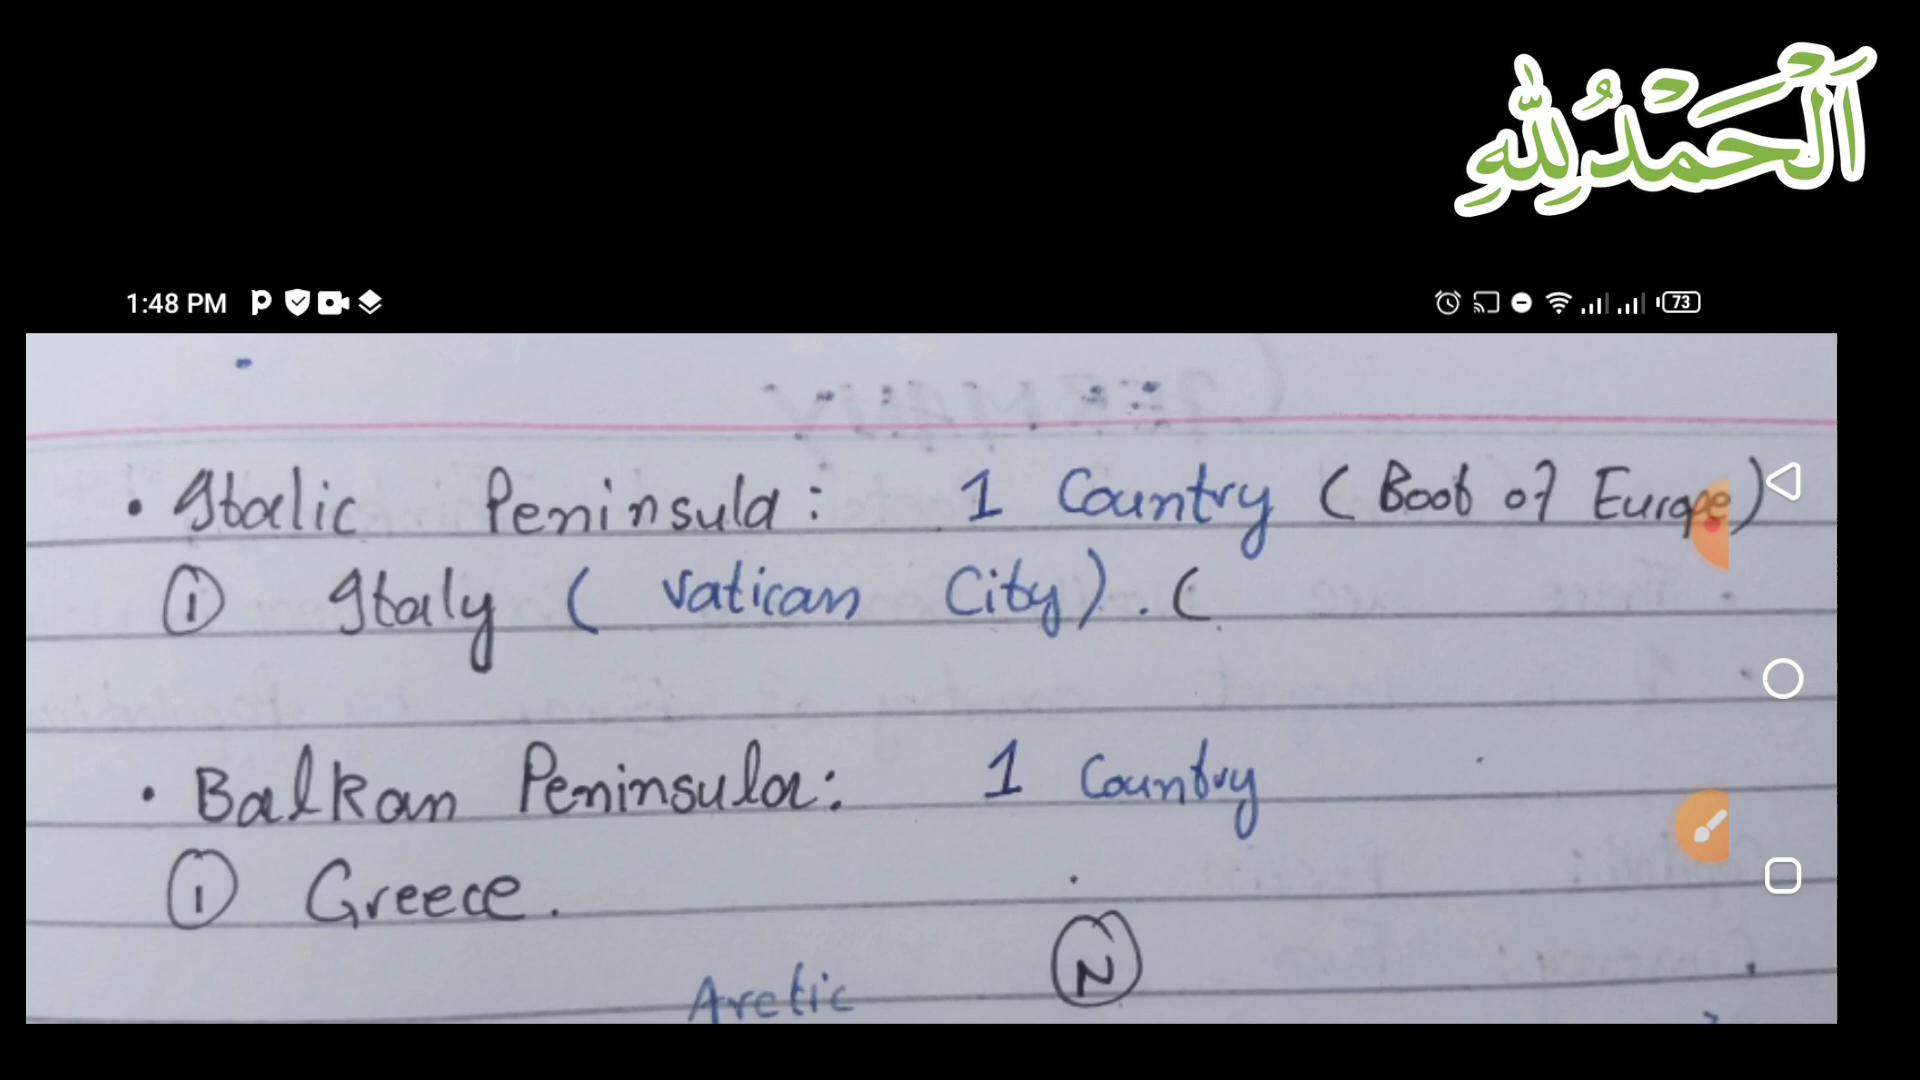 اَلْحَمْدُلِلّٰهِ
1:48 PM
73
• Italic Peninsula: 1 Country (Boot of Europe)
① Italy (Vatican City). (
• Balkan Peninsula: 1 Country
① Greece.
N
Arctic